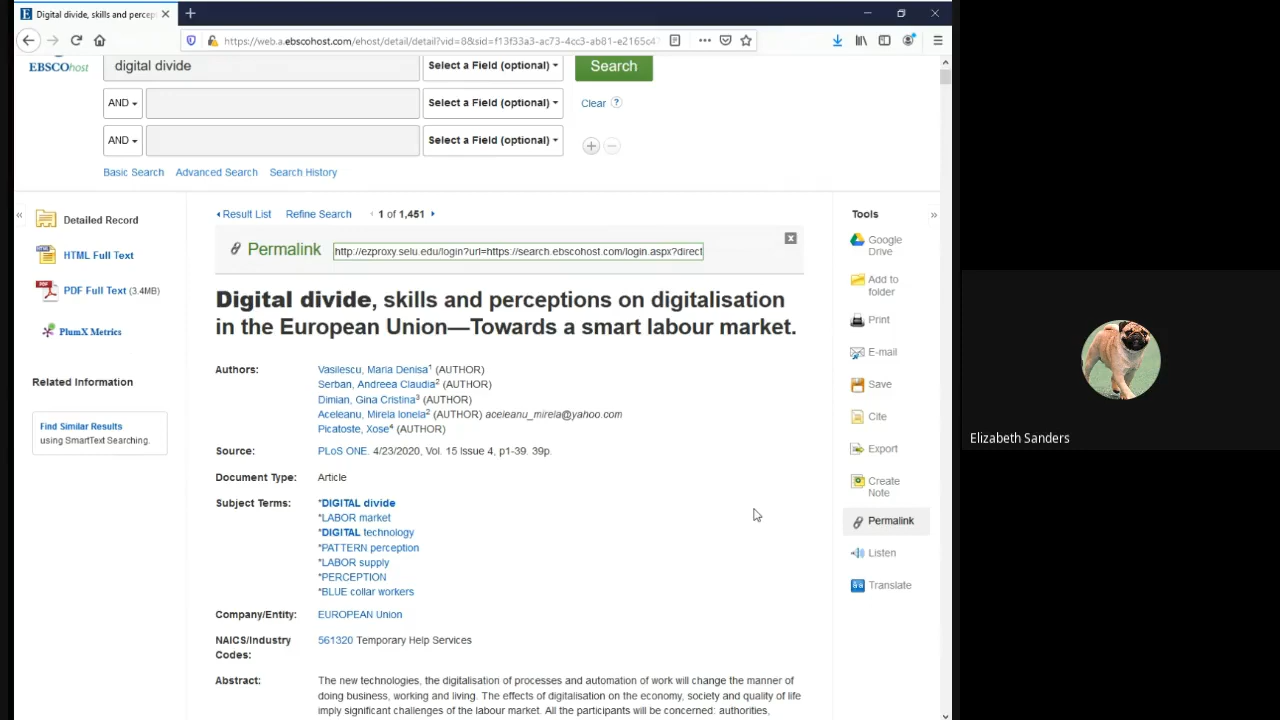 Digital divide, skills and percep
https://web.a.ebscohost.com/ehost/detail/detail?vid=8&sid=f13f33a3-ac73-4cc3-ab81-e2165c47
EBSCOhost
digital divide
Select a Field (optional)
Search
AND
Select a Field (optional)
Clear ?
AND
Select a Field (optional)
Basic Search Advanced Search Search History
Detailed Record
HTML Full Text
PDF Full Text (3.4MB)
PlumX Metrics
Related Information
Find Similar Results
using SmartText Searching.
Result List Refine Search 1 of 1,451
Permalink http://ezproxy.selu.edu/login?url=https://search.ebscohost.com/login.aspx?direct
Digital divide, skills and perceptions on digitalisation
in the European Union—Towards a smart labour market.
Authors: Vasilescu, Maria Denisa1 (AUTHOR)
Serban, Andreea Claudia2 (AUTHOR)
Dimian, Gina Cristina3 (AUTHOR)
Aceleanu, Mirela Ionela2 (AUTHOR) aceleanu_mirela@yahoo.com
Picatoste, Xose4 (AUTHOR)
Source: PLoS ONE. 4/23/2020, Vol. 15 Issue 4, p1-39. 39p.
Document Type: Article
Subject Terms: *DIGITAL divide
*LABOR market
*DIGITAL technology
*PATTERN perception
*LABOR supply
*PERCEPTION
*BLUE collar workers
Company/Entity: EUROPEAN Union
NAICS/Industry Codes: 561320 Temporary Help Services
Abstract: The new technologies, the digitalisation of processes and automation of work will change the manner of
doing business, working and living. The effects of digitalisation on the economy, society and quality of life
imply significant challenges of the labour market. All the participants will be concerned: authorities,
Tools
Google
Drive
Add to
folder
Print
E-mail
Save
Cite
Export
Create
Note
Permalink
Listen
Translate
Elizabeth Sanders